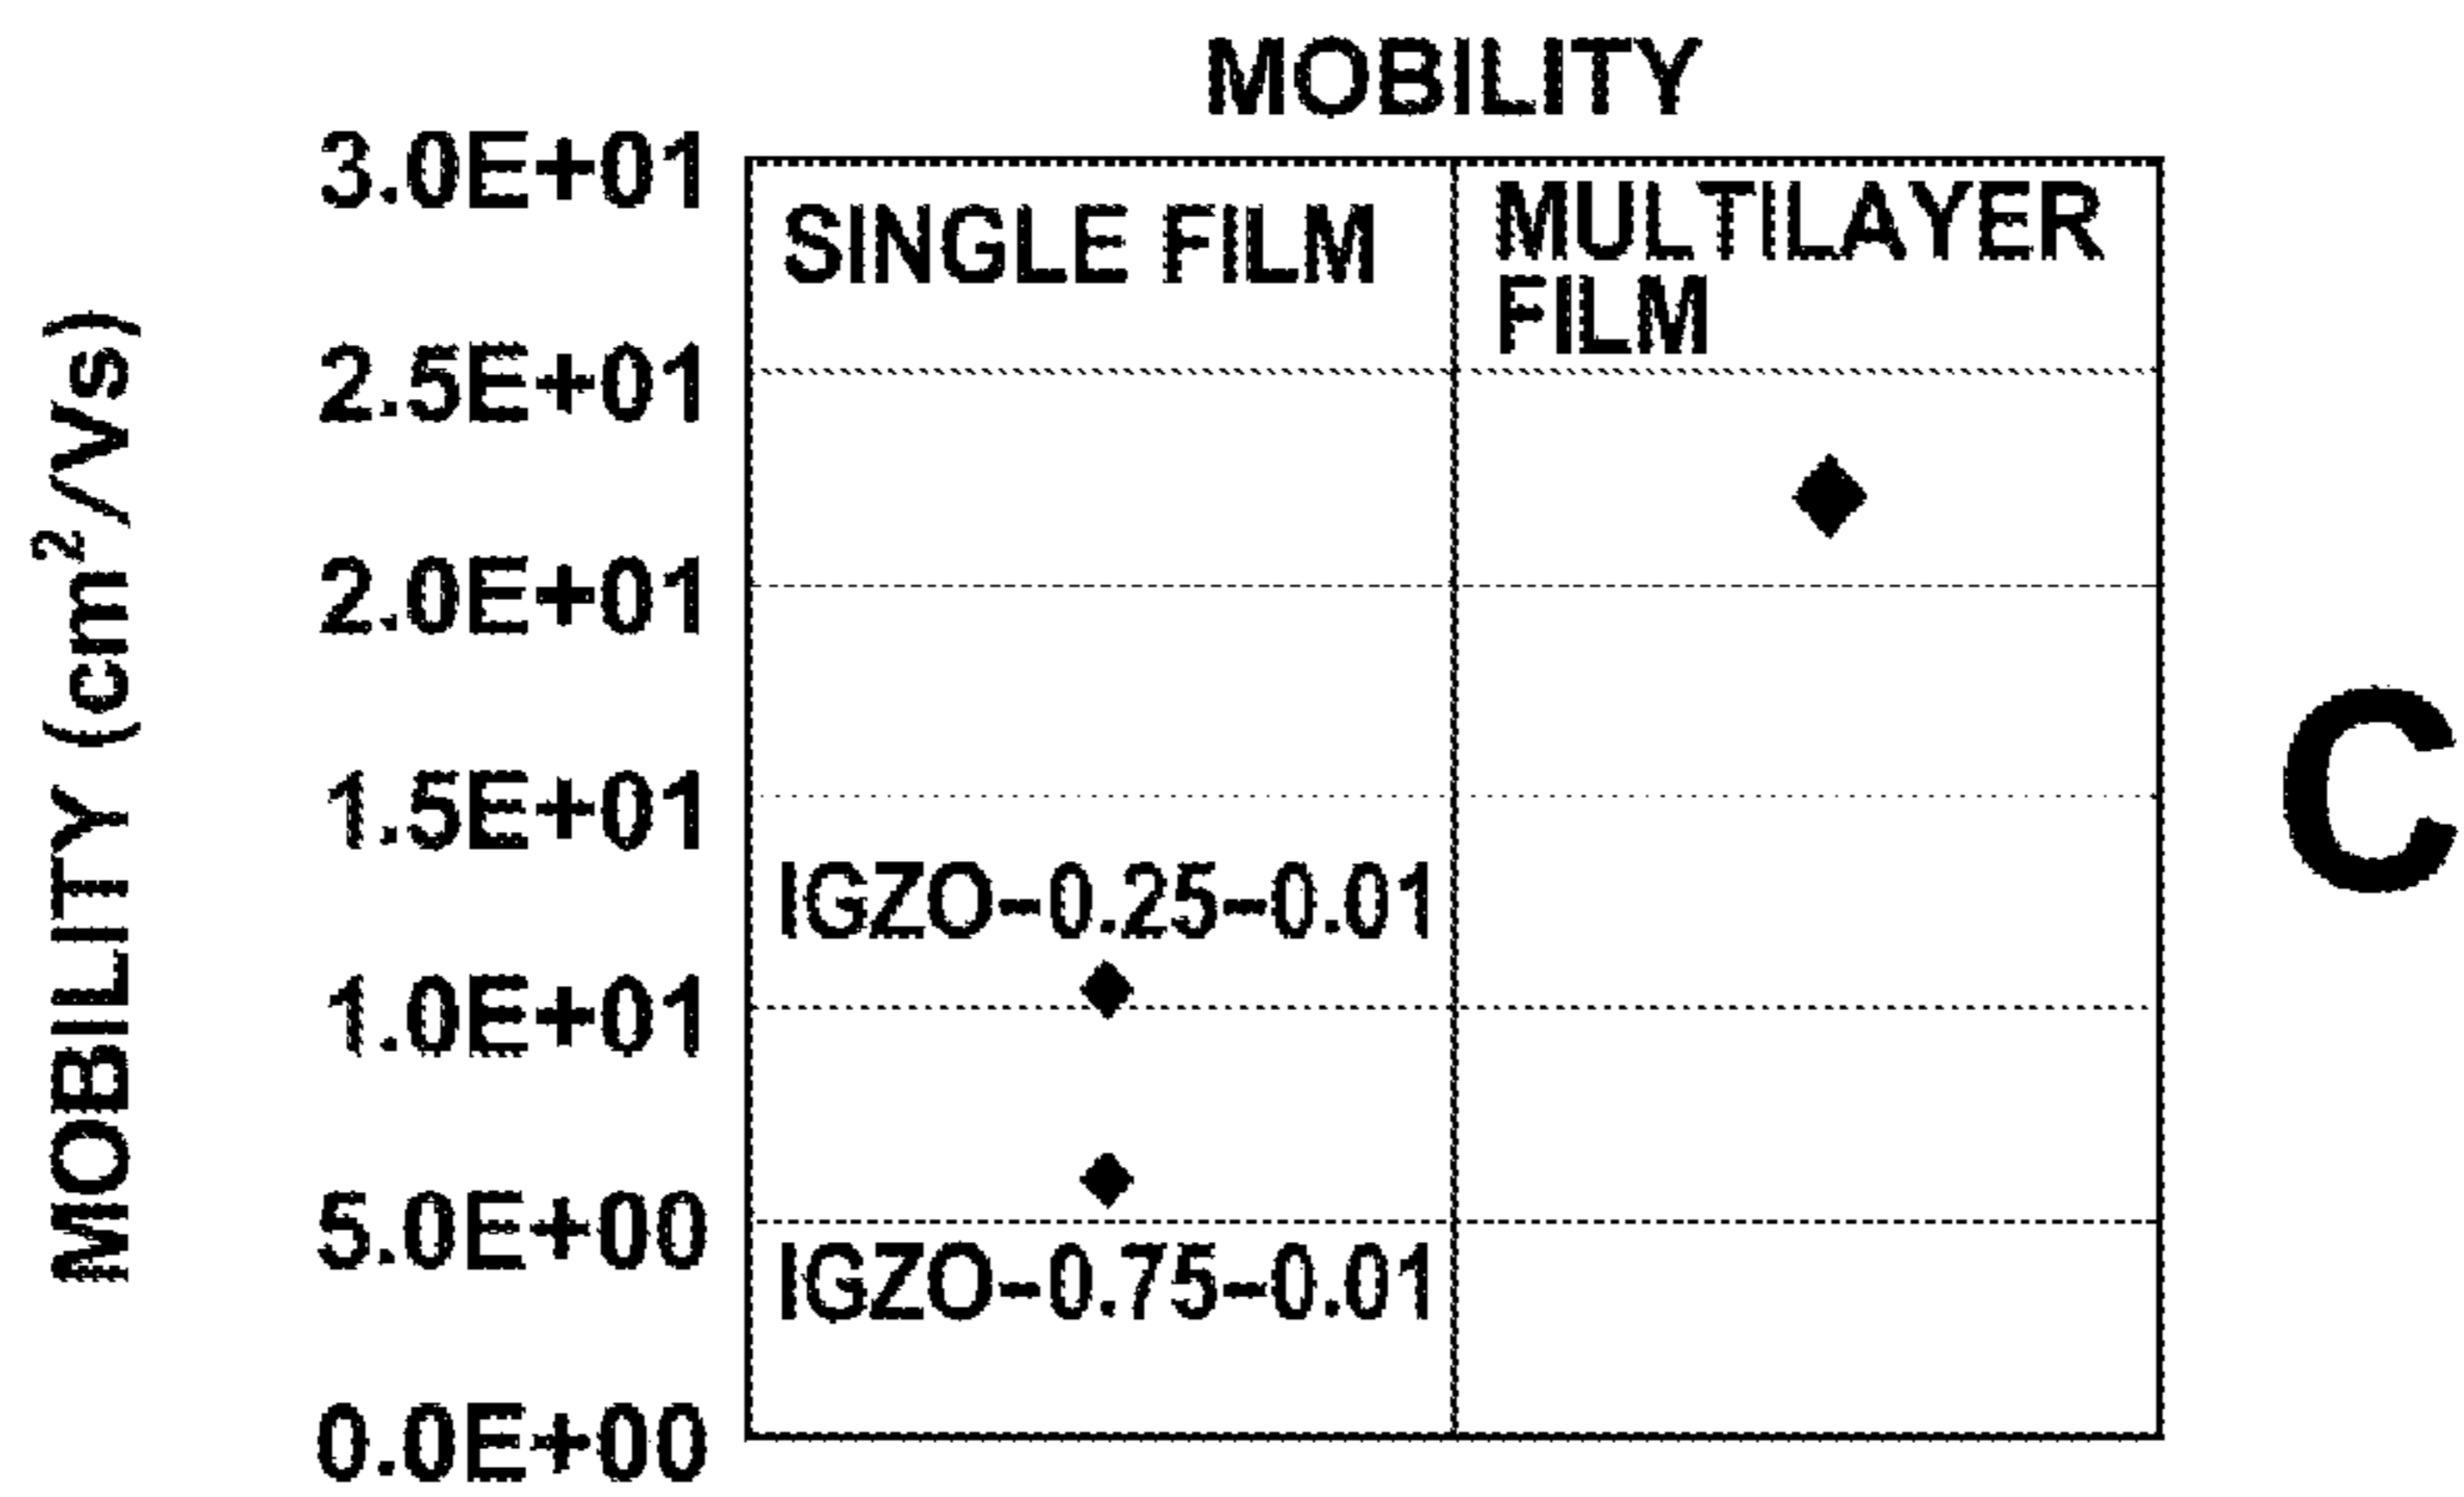 MOBILITY
MOBILITY (cm²/Vs)
3.0E+01
2.5E+01
2.0E+01
1.5E+01
1.0E+01
5.0E+00
0.0E+00
SINGLE FILM
MULTILAYER
FILM
IGZO-0.25-0.01
IGZO-0.75-0.01
C